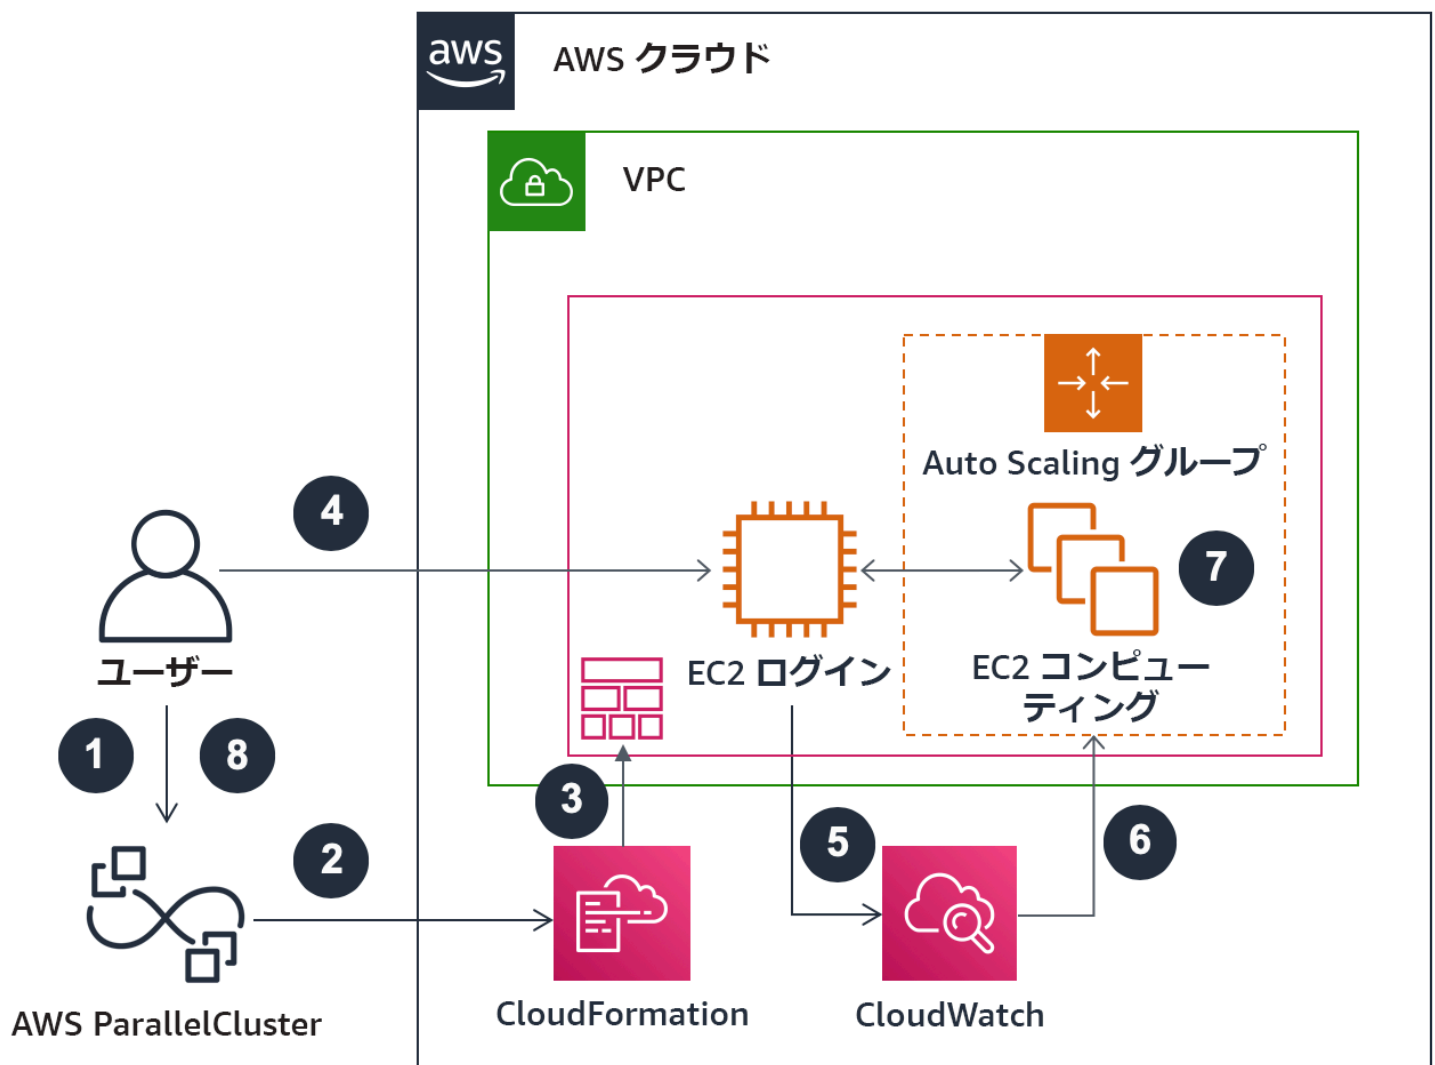 aws
AWS クラウド
VPC
Auto Scaling グループ
4
7
ユーザー
EC2 ログイン
EC2 コンピュー
ティング
1
8
3
5
6
2
AWS ParallelCluster
CloudFormation
CloudWatch